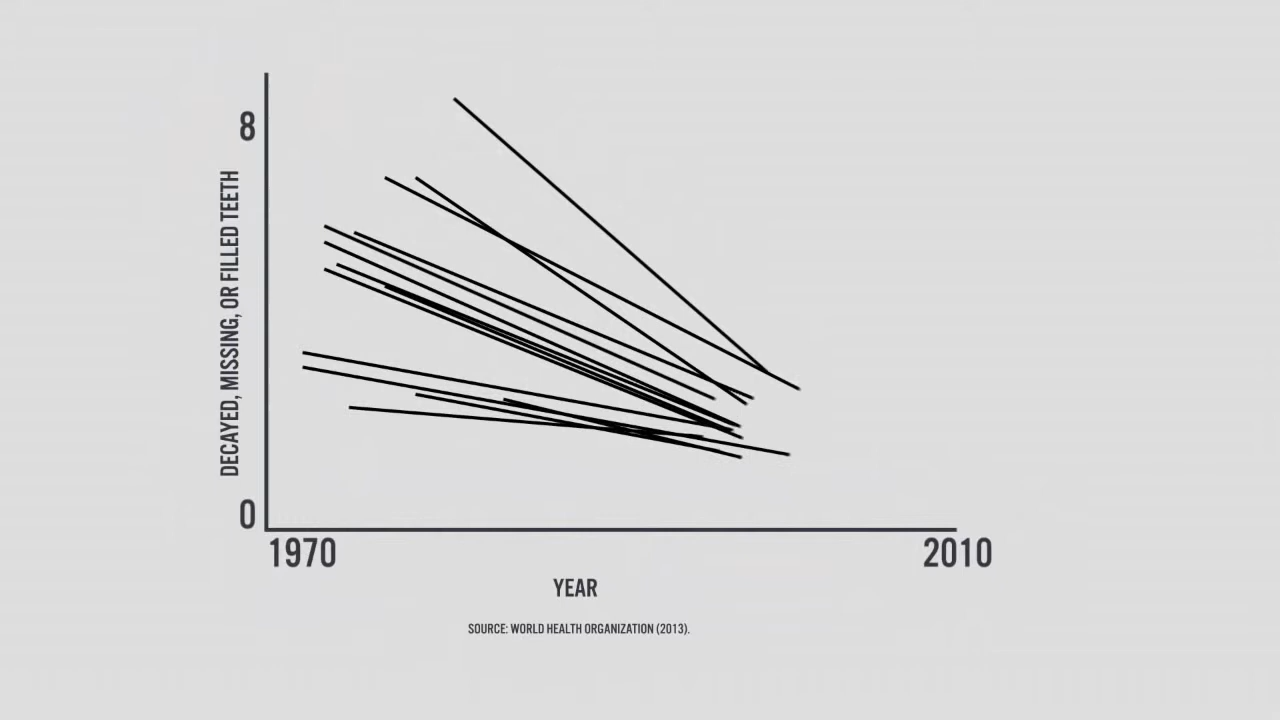 8
DECAYED, MISSING, OR FILLED TEETH
0
1970
2010
YEAR
SOURCE: WORLD HEALTH ORGANIZATION (2013).